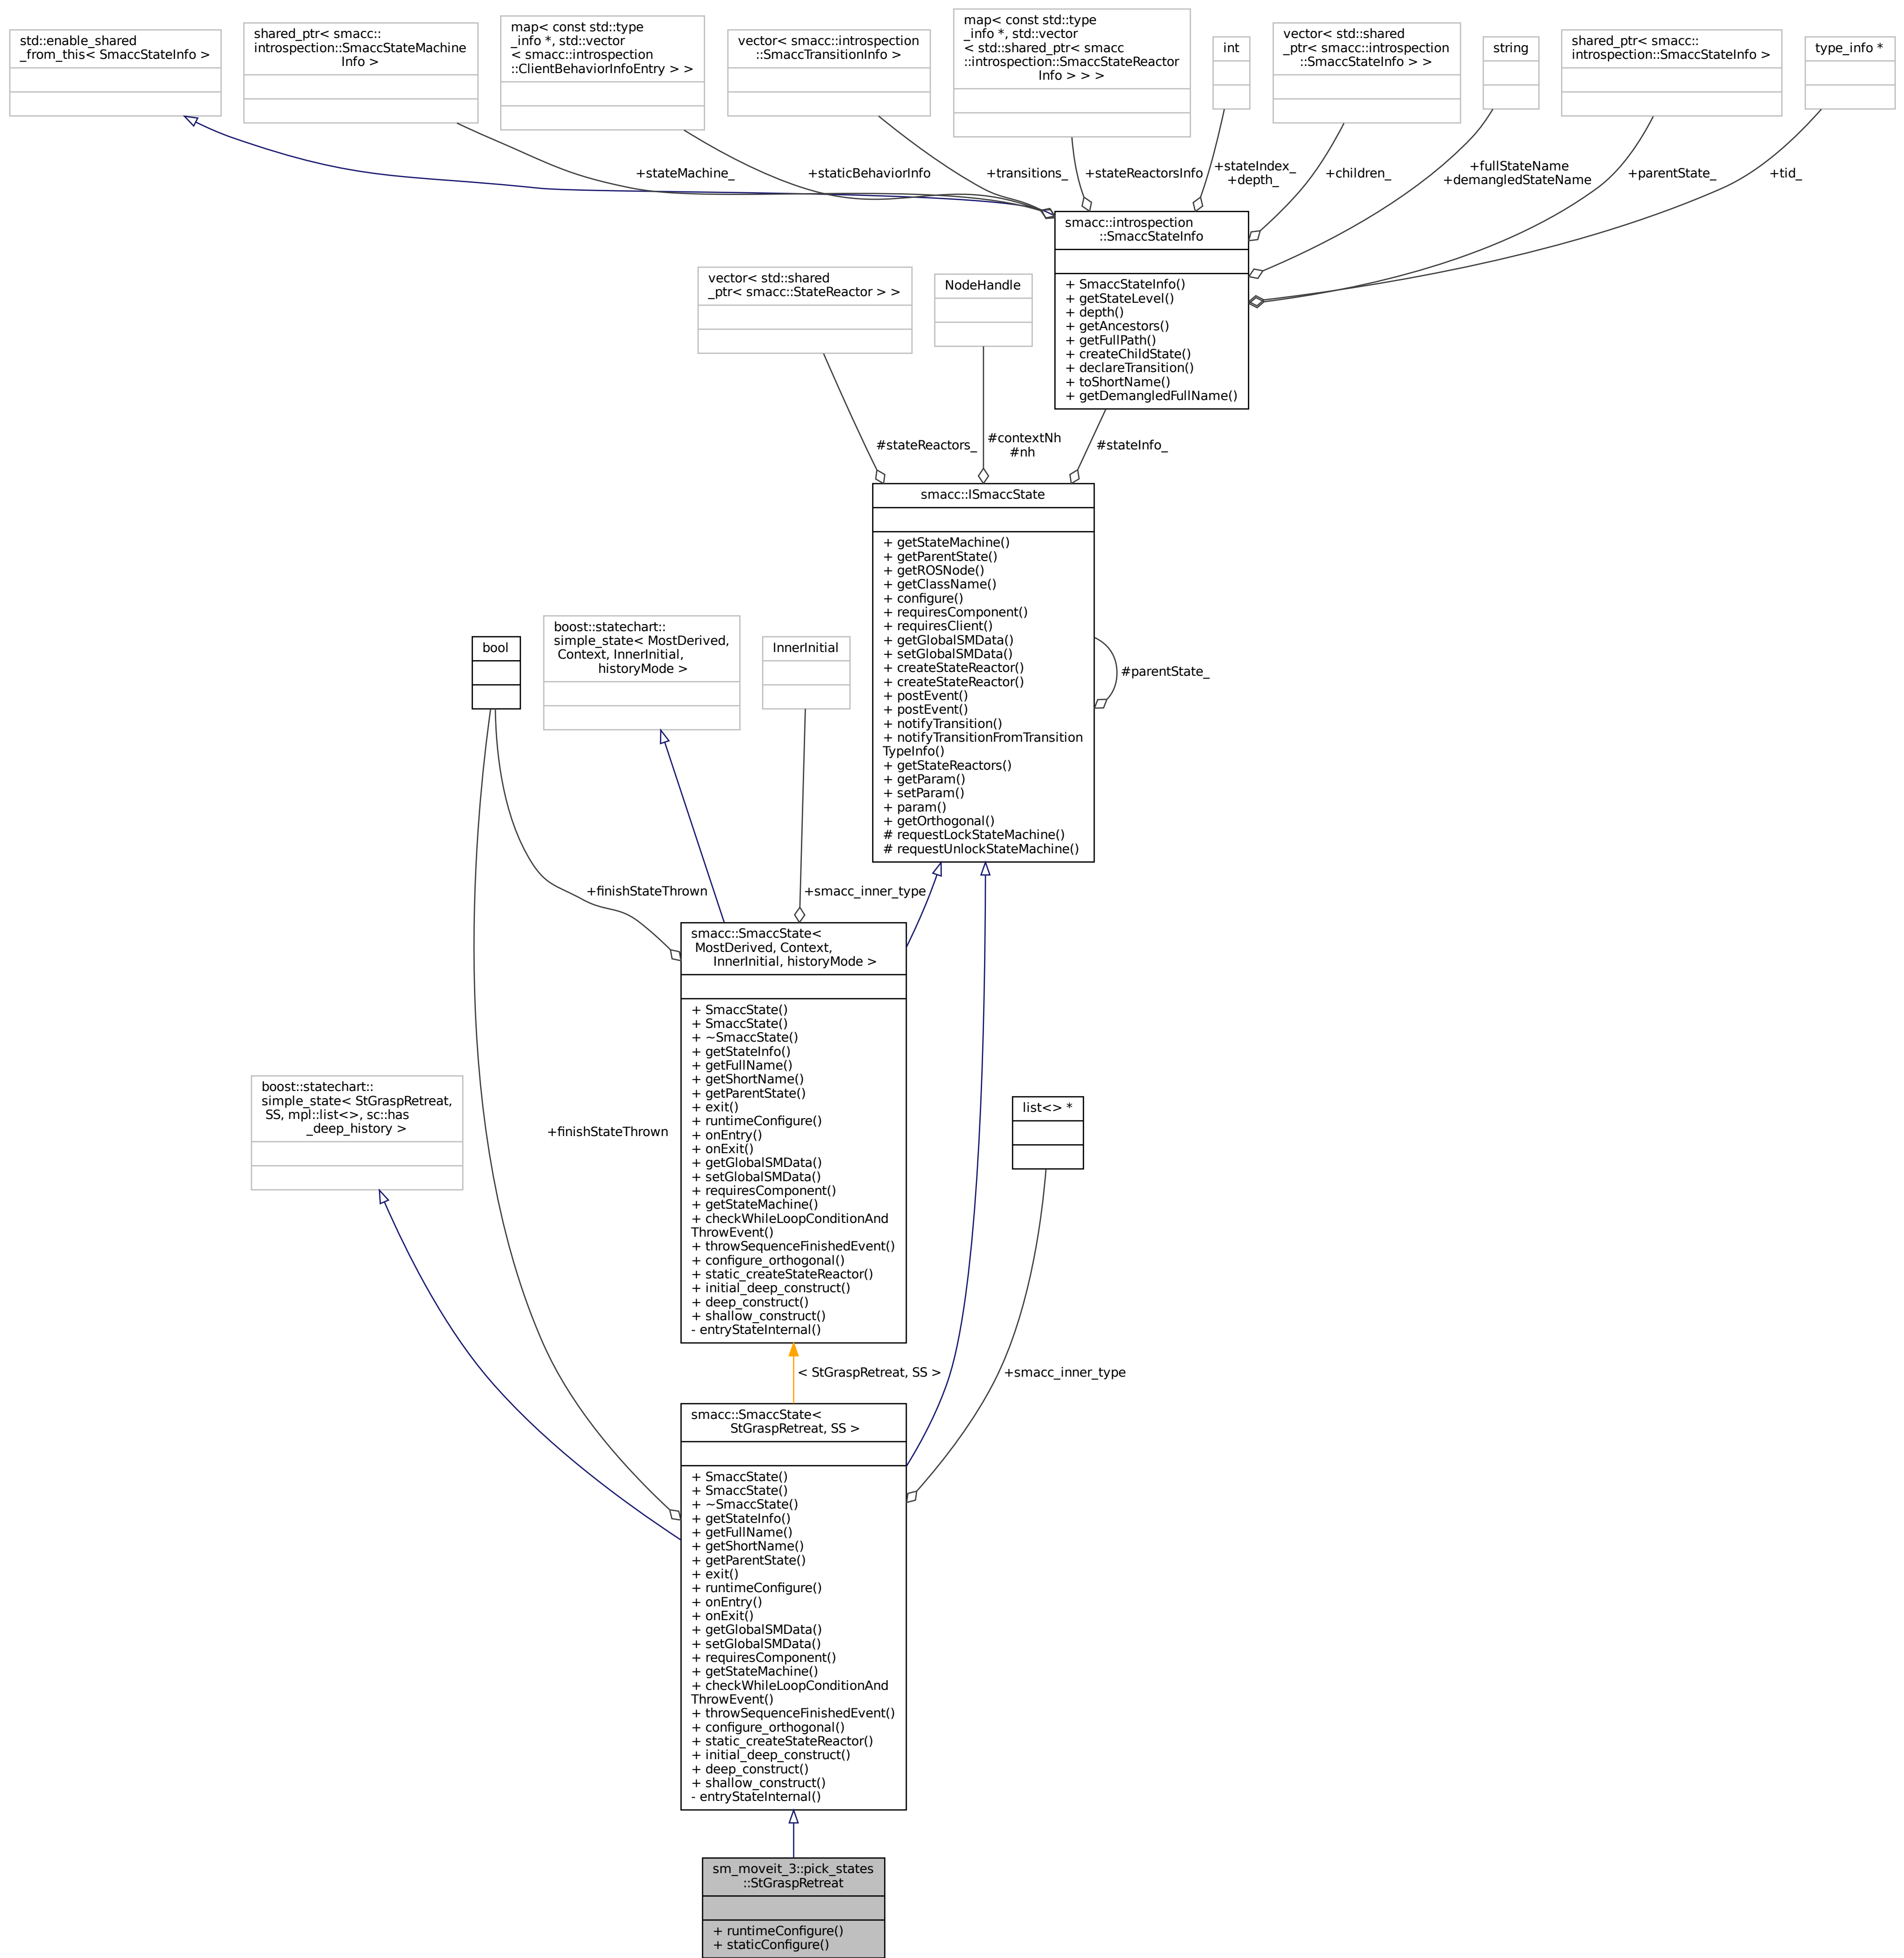 std::enable_shared
_from_this< SmaccStateInfo >
shared_ptr< smacc::
introspection::SmaccStateMachine
Info >
map< const std::type
_info *, std::vector
< smacc::introspection
::ClientBehaviorInfoEntry > >
vector< smacc::introspection
::SmaccTransitionInfo >
map< const std::type
_info *, std::vector
< std::shared_ptr< smacc
::introspection::SmaccStateReactor
Info > > >
int
vector< std::shared
_ptr< smacc::introspection
::SmaccStateInfo > >
string
shared_ptr< smacc::
introspection::SmaccStateInfo >
type_info *
+stateMachine_
+staticBehaviorInfo
+transitions_
+stateReactorsInfo
+stateIndex_
+depth_
+children_
+fullStateName
+demangledStateName
+parentState_
+tid_
smacc::introspection
::SmaccStateInfo
+ SmaccStateInfo()
+ getStateLevel()
+ depth()
+ getAncestors()
+ getFullPath()
+ createChildState()
+ declareTransition()
+ toShortName()
+ getDemangledFullName()
vector< std::shared
_ptr< smacc::StateReactor > >
NodeHandle
#stateReactors_
#contextNh
#nh
#stateInfo_
smacc::ISmaccState
+ getStateMachine()
+ getParentState()
+ getROSNode()
+ getClassName()
+ configure()
+ requiresComponent()
+ requiresClient()
+ getGlobalSMData()
+ setGlobalSMData()
+ createStateReactor()
+ createStateReactor()
+ postEvent()
+ postEvent()
+ notifyTransition()
+ notifyTransitionFromTransition
TypeInfo()
+ getStateReactors()
+ getParam()
+ setParam()
+ param()
+ getOrthogonal()
# requestLockStateMachine()
# requestUnlockStateMachine()
#parentState_
bool
boost::statechart::
simple_state< MostDerived,
Context, InnerInitial,
historyMode >
InnerInitial
+finishStateThrown
+smacc_inner_type
smacc::SmaccState<
MostDerived, Context,
InnerInitial, historyMode >
+ SmaccState()
+ SmaccState()
+ ~SmaccState()
+ getStateInfo()
+ getFullName()
+ getShortName()
+ getParentState()
+ exit()
+ runtimeConfigure()
+ onEntry()
+ onExit()
+ getGlobalSMData()
+ setGlobalSMData()
+ requiresComponent()
+ getStateMachine()
+ checkWhileLoopConditionAnd
ThrowEvent()
+ throwSequenceFinishedEvent()
+ configure_orthogonal()
+ static_createStateReactor()
+ initial_deep_construct()
+ deep_construct()
+ shallow_construct()
- entryStateInternal()
boost::statechart::
simple_state< StGraspRetreat,
SS, mpl::list<>, sc::has
_deep_history >
+finishStateThrown
list<> *
< StGraspRetreat, SS >
+smacc_inner_type
smacc::SmaccState<
StGraspRetreat, SS >
+ SmaccState()
+ SmaccState()
+ ~SmaccState()
+ getStateInfo()
+ getFullName()
+ getShortName()
+ getParentState()
+ exit()
+ runtimeConfigure()
+ onEntry()
+ onExit()
+ getGlobalSMData()
+ setGlobalSMData()
+ requiresComponent()
+ getStateMachine()
+ checkWhileLoopConditionAnd
ThrowEvent()
+ throwSequenceFinishedEvent()
+ configure_orthogonal()
+ static_createStateReactor()
+ initial_deep_construct()
+ deep_construct()
+ shallow_construct()
- entryStateInternal()
sm_moveit_3::pick_states
::StGraspRetreat
+ runtimeConfigure()
+ staticConfigure()